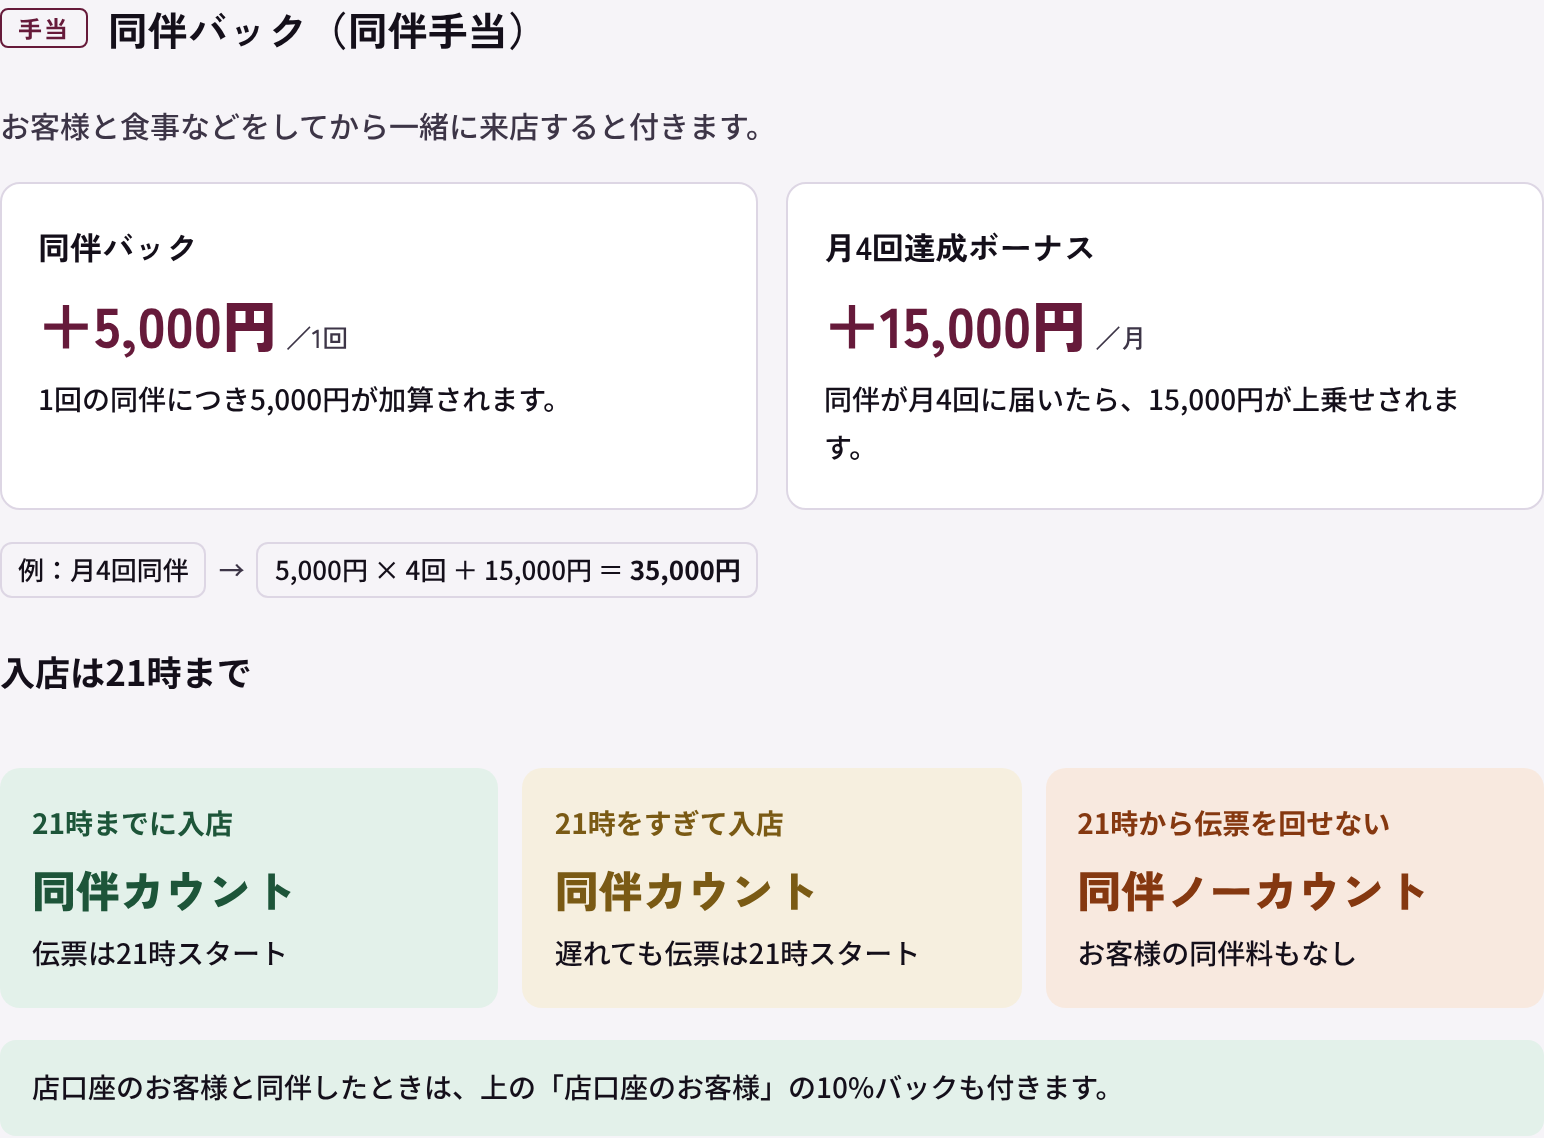 手当 同伴バック（同伴手当）
お客様と食事などをしてから一緒に来店すると付きます。
同伴バック
＋5,000円 ／1回
1回の同伴につき5,000円が加算されます。
月4回達成ボーナス
＋15,000円 ／月
同伴が月4回に届いたら、15,000円が上乗せされま
す。
例：月4回同伴 → 5,000円 × 4回 ＋ 15,000円 ＝ 35,000円
入店は21時まで
21時までに入店
同伴カウント
伝票は21時スタート
21時をすぎて入店
同伴カウント
遅れても伝票は21時スタート
21時から伝票を回せない
同伴ノーカウント
お客様の同伴料もなし
店口座のお客様と同伴したときは、上の「店口座のお客様」の10%バックも付きます。